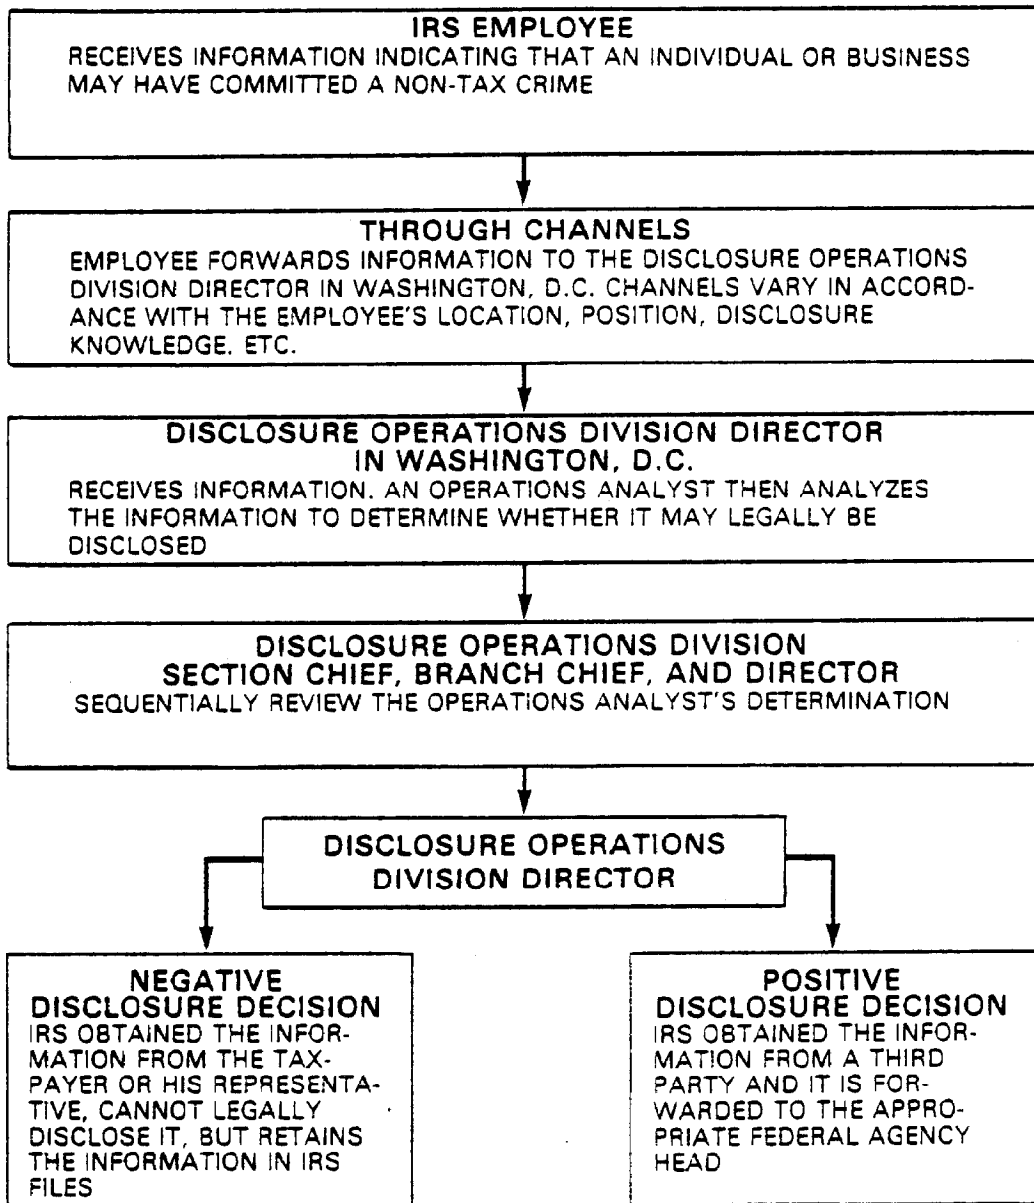 IRS EMPLOYEE
RECEIVES INFORMATION INDICATING THAT AN INDIVIDUAL OR BUSINESS
MAY HAVE COMMITTED A NON-TAX CRIME
THROUGH CHANNELS
EMPLOYEE FORWARDS INFORMATION TO THE DISCLOSURE OPERATIONS
DIVISION DIRECTOR IN WASHINGTON, D.C. CHANNELS VARY IN ACCORD-
ANCE WITH THE EMPLOYEE'S LOCATION, POSITION, DISCLOSURE
KNOWLEDGE. ETC.
DISCLOSURE OPERATIONS DIVISION DIRECTOR
IN WASHINGTON, D.C.
RECEIVES INFORMATION. AN OPERATIONS ANALYST THEN ANALYZES
THE INFORMATION TO DETERMINE WHETHER IT MAY LEGALLY BE
DISCLOSED
DISCLOSURE OPERATIONS DIVISION
SECTION CHIEF, BRANCH CHIEF, AND DIRECTOR
SEQUENTIALLY REVIEW THE OPERATIONS ANALYST'S DETERMINATION
DISCLOSURE OPERATIONS
DIVISION DIRECTOR
NEGATIVE
DISCLOSURE DECISION
IRS OBTAINED THE INFOR-
MATION FROM THE TAX-
PAYER OR HIS REPRESENTA-
TIVE, CANNOT LEGALLY
DISCLOSE IT, BUT RETAINS
THE INFORMATION IN IRS
FILES
POSITIVE
DISCLOSURE DECISION
IRS OBTAINED THE INFOR-
MATION FROM A THIRD
PARTY AND IT IS FOR-
WARDED TO THE APPRO-
PRIATE FEDERAL AGENCY
HEAD